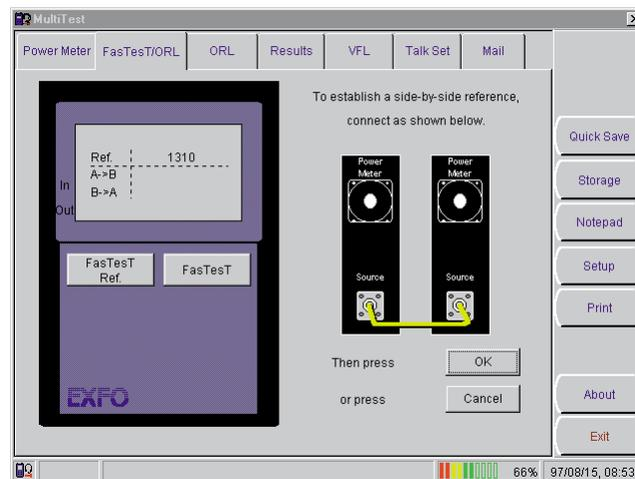 MultiTest
Power Meter
FasTesT/ORL
ORL
Results
VFL
Talk Set
Mail
To establish a side-by-side reference,
connect as shown below.
Ref. 1310
A->B
B->A
In
Out
FasTesT
Ref.
FasTesT
EXFO
Power
Meter
Power
Meter
Source
Source
Then press
OK
or press
Cancel
Quick Save
Storage
Notepad
Setup
Print
About
Exit
66%
97/08/15, 08:53